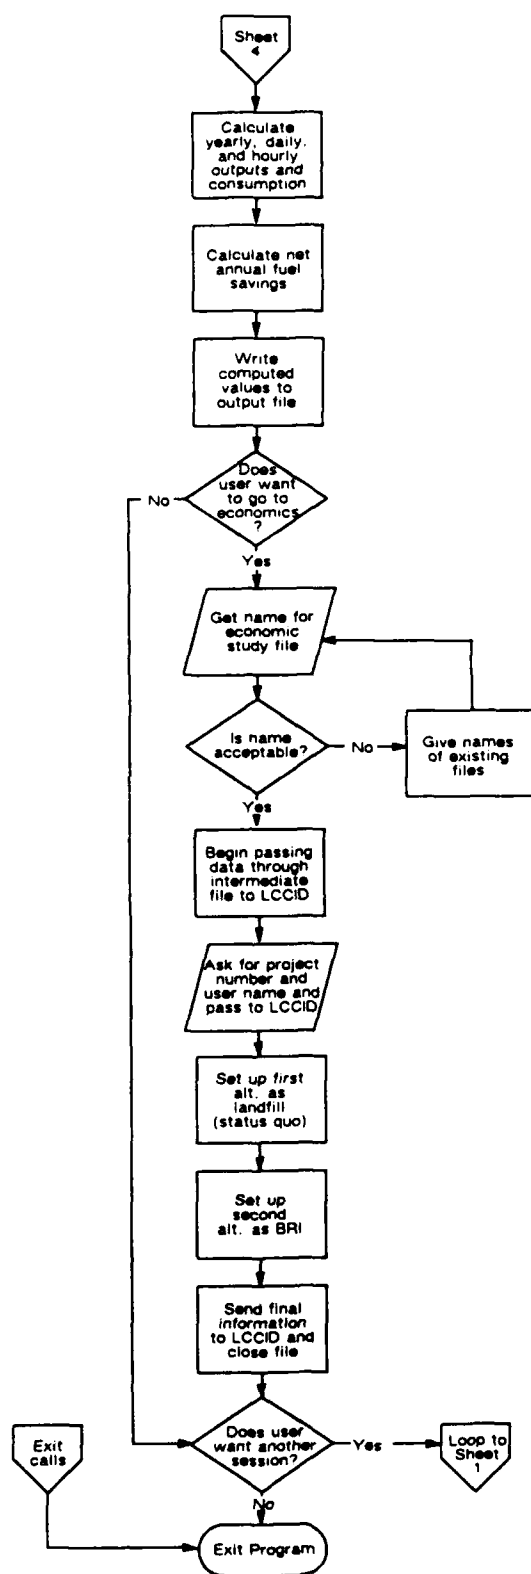 Sheet
4
Calculate
yearly, daily,
and hourly
outputs and
consumption
Calculate net
annual fuel
savings
Write
computed
values to
output file
Does
user want
to go to
economics
?
No
Yes
Get name for
economic
study file
Is name
acceptable?
No
Give names
of existing
files
Yes
Begin passing
data through
intermediate
file to LCCID
Ask for project
number and
user name and
pass to LCCID
Set up first
alt. as
landfill
(status quo)
Set up
second
alt. as BRI
Send final
information
to LCCID and
close file
Does user
want another
session?
Yes
Loop to
Sheet
1
Exit
calls
No
Exit Program